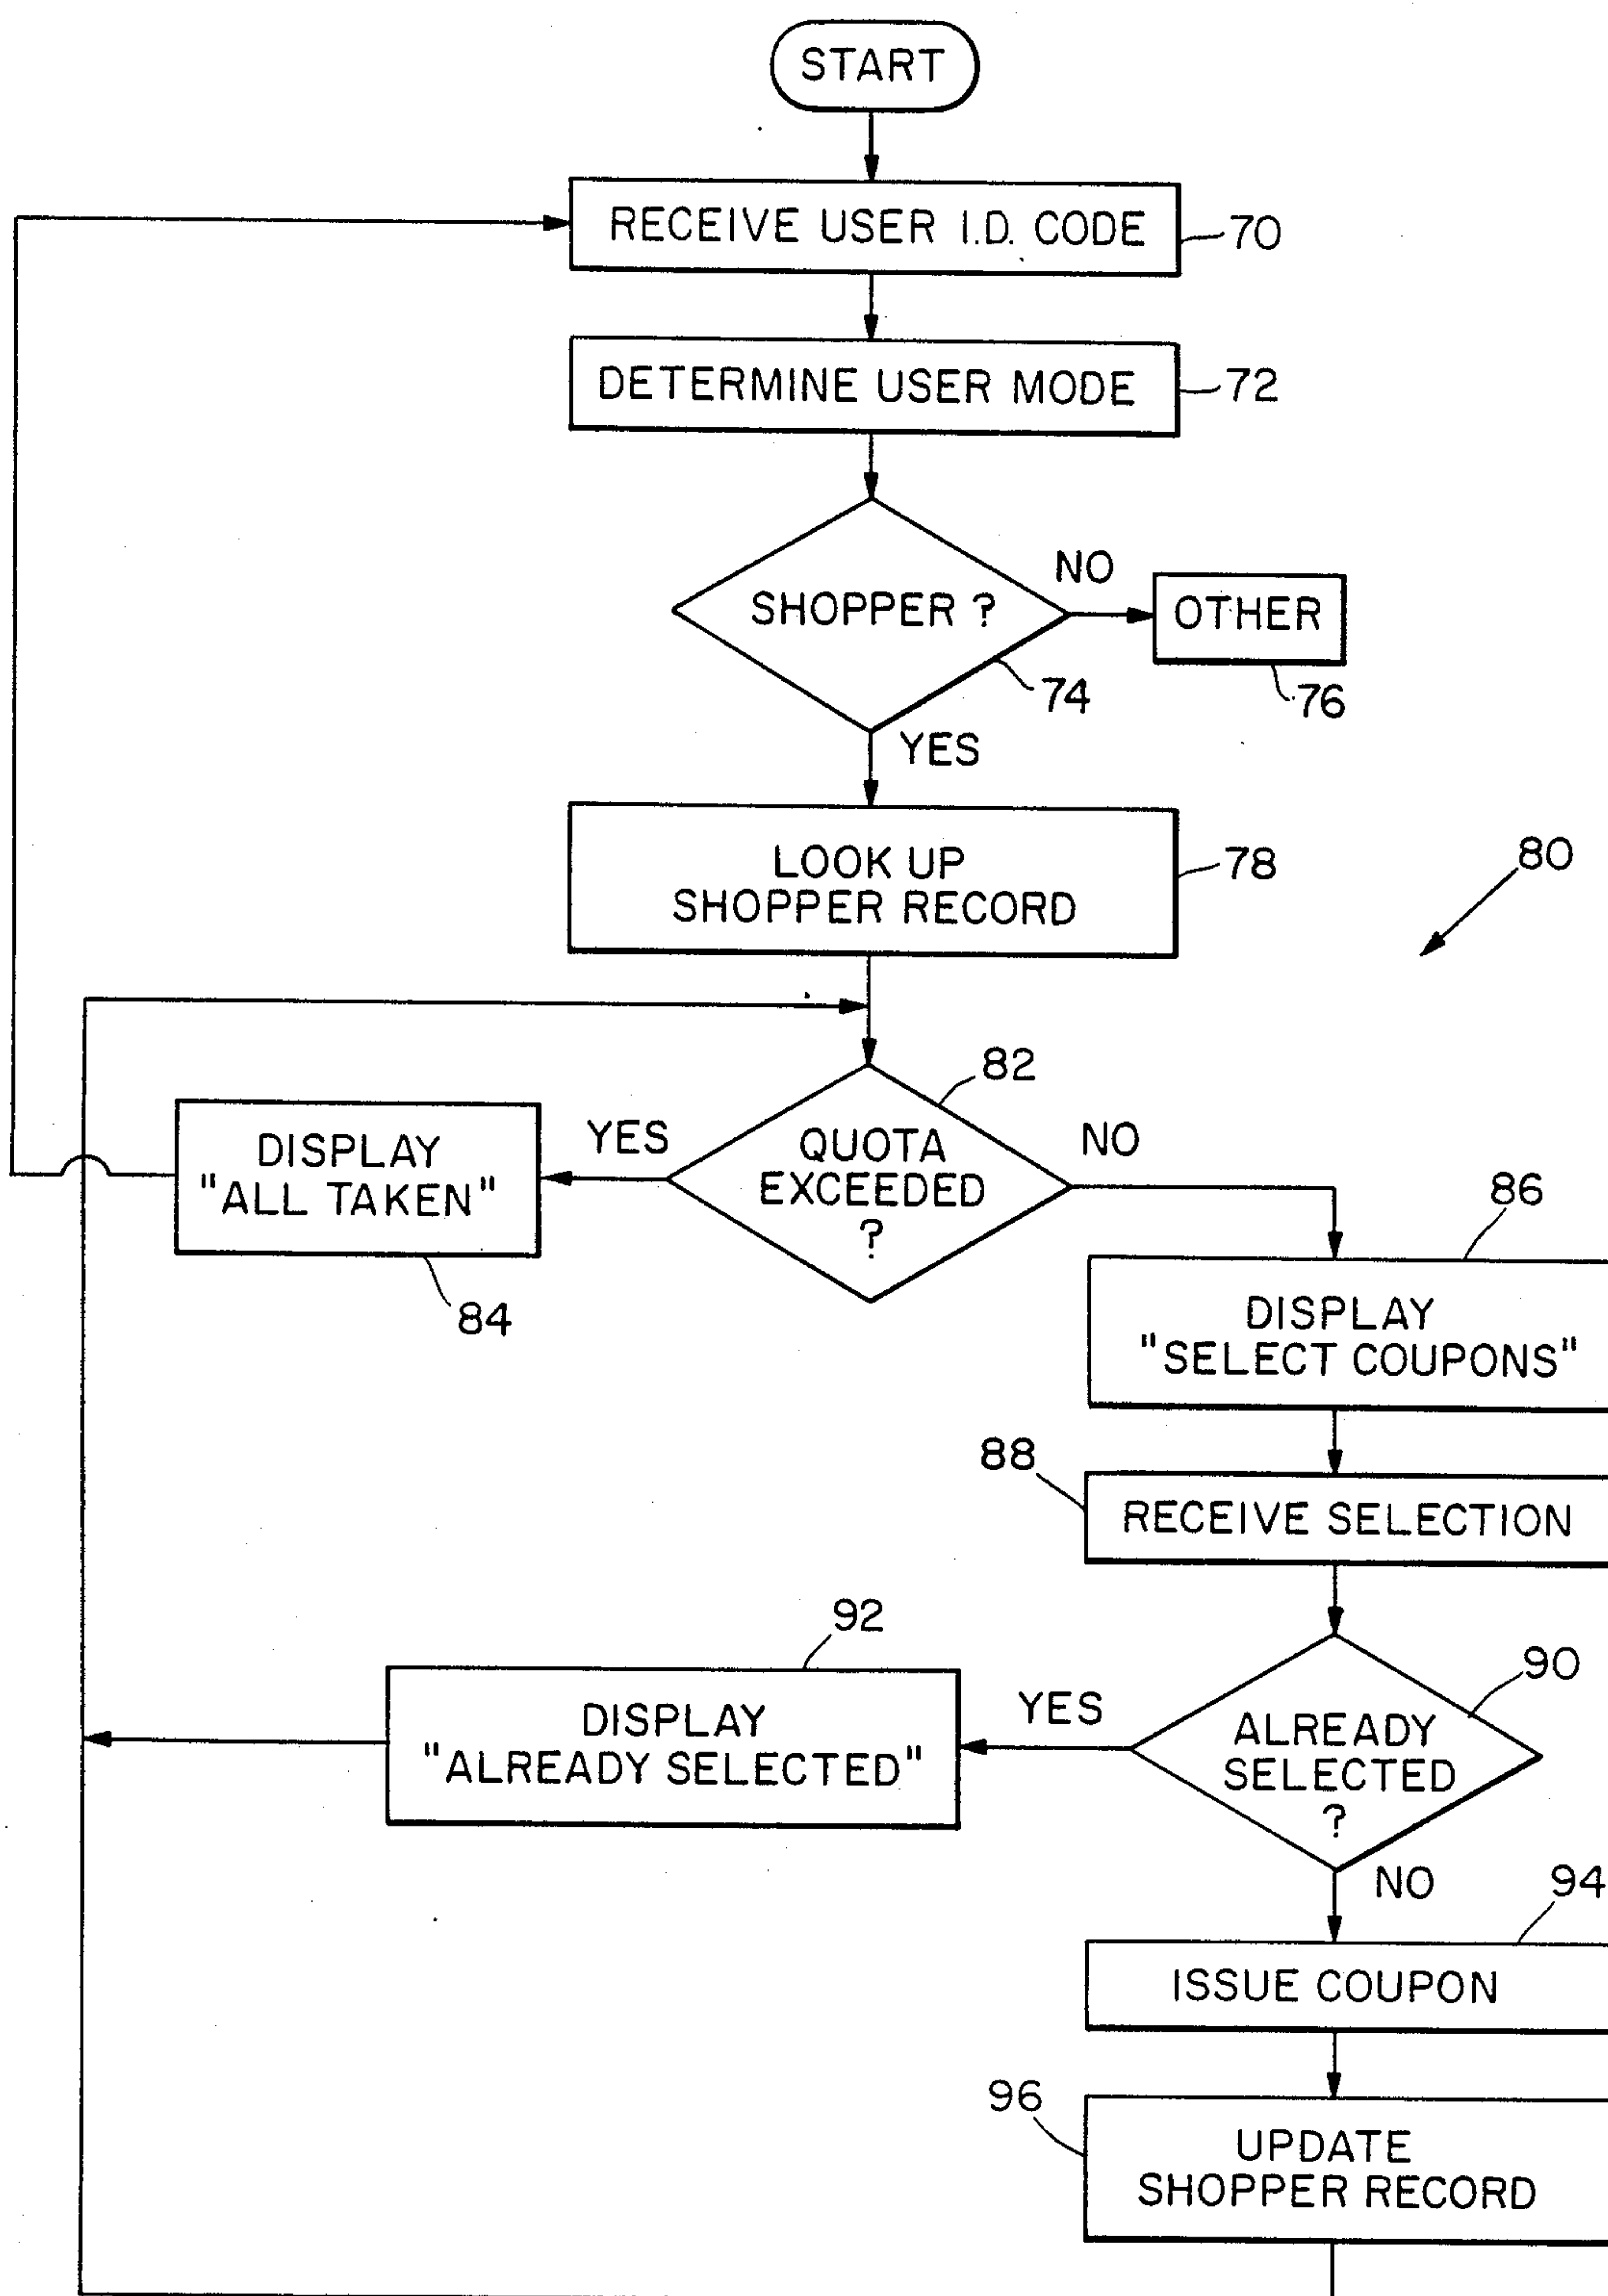 START
RECEIVE USER I.D. CODE
70
DETERMINE USER MODE
72
SHOPPER ?
NO
OTHER
74
76
YES
LOOK UP
SHOPPER RECORD
78
80
82
QUOTA
EXCEEDED
?
YES
NO
DISPLAY
"ALL TAKEN"
84
86
DISPLAY
"SELECT COUPONS"
88
RECEIVE SELECTION
90
ALREADY
SELECTED
?
YES
92
DISPLAY
"ALREADY SELECTED"
NO
94
ISSUE COUPON
96
UPDATE
SHOPPER RECORD